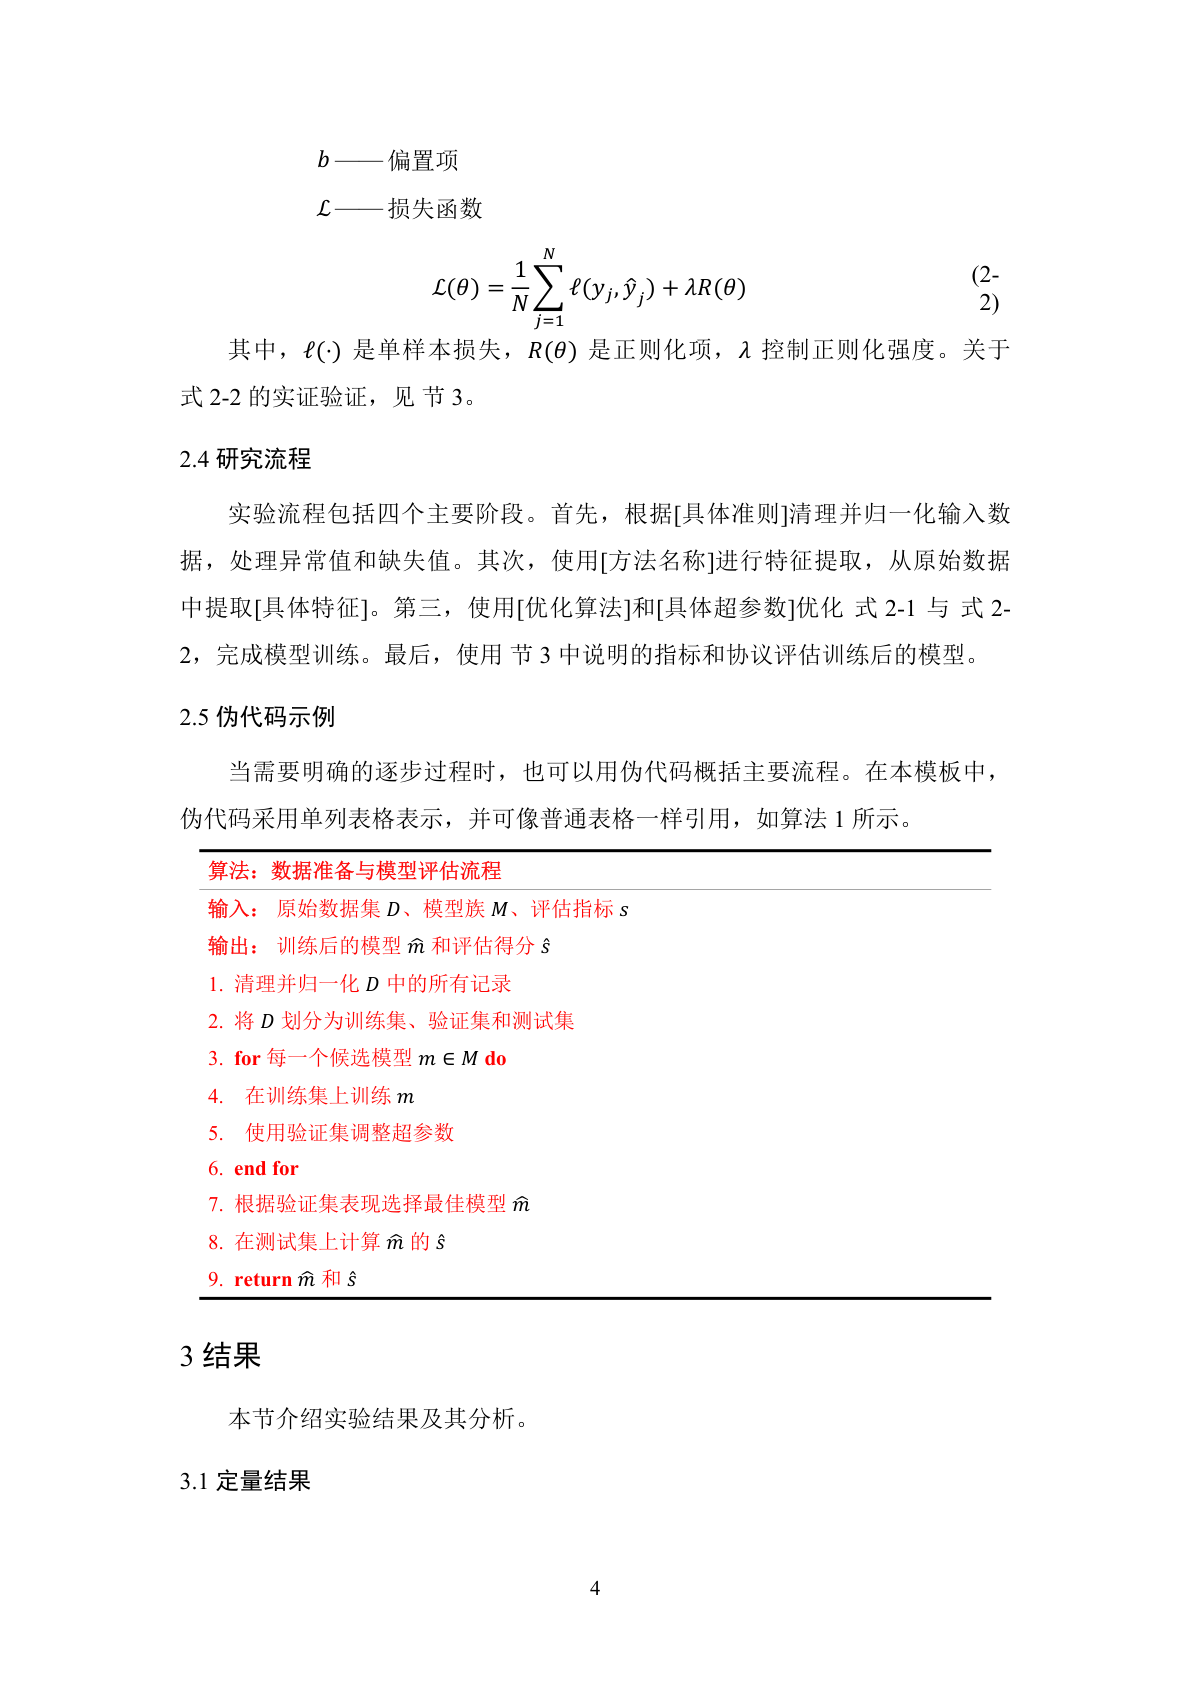 b —— 偏置项
ℒ —— 损失函数
ℒ(θ) = 1/N ∑_{j=1}^{N} ℓ(y_j, ŷ_j) + λR(θ) (2-2)
其中，ℓ(·) 是单样本损失，R(θ) 是正则化项，λ 控制正则化强度。关于
式 2-2 的实证验证，见 节 3。
2.4 研究流程
实验流程包括四个主要阶段。首先，根据[具体准则]清理并归一化输入数
据，处理异常值和缺失值。其次，使用[方法名称]进行特征提取，从原始数据
中提取[具体特征]。第三，使用[优化算法]和[具体超参数]优化 式 2-1 与 式 2-
2，完成模型训练。最后，使用 节 3 中说明的指标和协议评估训练后的模型。
2.5 伪代码示例
当需要明确的逐步过程时，也可以用伪代码概括主要流程。在本模板中，
伪代码采用单列表格表示，并可像普通表格一样引用，如算法 1 所示。
算法：数据准备与模型评估流程
输入： 原始数据集 D、模型族 M、评估指标 s
输出： 训练后的模型 m̂ 和评估得分 ŝ
1. 清理并归一化 D 中的所有记录
2. 将 D 划分为训练集、验证集和测试集
3. for 每一个候选模型 m ∈ M do
4. 在训练集上训练 m
5. 使用验证集调整超参数
6. end for
7. 根据验证集表现选择最佳模型 m̂
8. 在测试集上计算 m̂ 的 ŝ
9. return m̂ 和 ŝ
3 结果
本节介绍实验结果及其分析。
3.1 定量结果
4